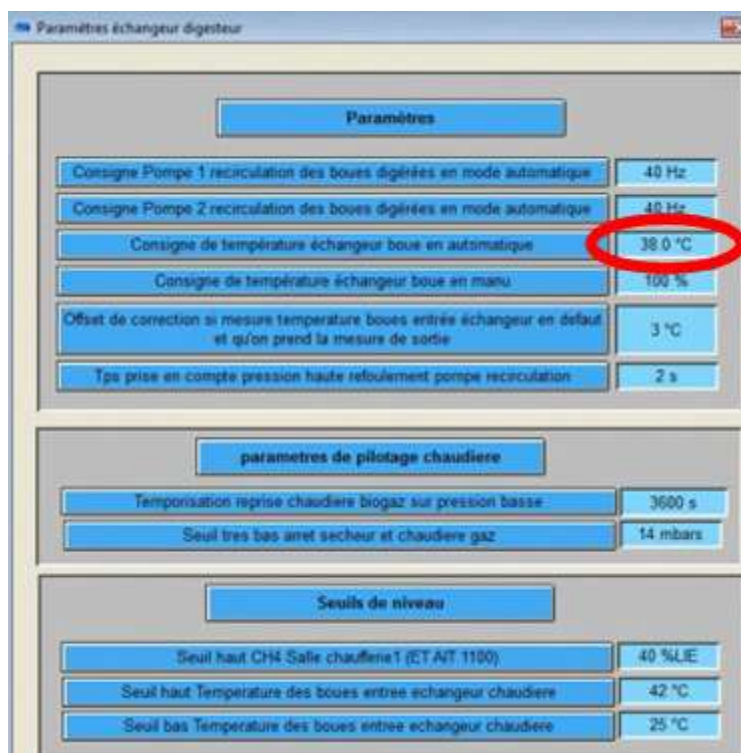 Paramètres échangeur digesteur
Paramètres
Consigne Pompe 1 recirculation des boues digérées en mode automatique
40 Hz
Consigne Pompe 2 recirculation des boues digérées en mode automatique
40 Hz
Consigne de température échangeur boue en automatique
38.0 °C
Consigne de température échangeur boue en manu
100 %
Offset de correction si mesure temperature boues entrée échangeur en defaut
et qu'on prend la mesure de sortie
3 °C
Tps prise en compte pression haute refoulement pompe recirculation
2 s
parametres de pilotage chaudiere
Temporisation reprise chaudiere biogaz sur pression basse
3600 s
Seuil tres bas arret secheur et chaudiere gaz
14 mbars
Seuils de niveau
Seuil haut CH4 Salle chaufferie1 (ET AIT 1100)
40 %LIE
Seuil haut Temperature des boues entree echangeur chaudiere
42 °C
Seuil bas Temperature des boues entree echangeur chaudiere
25 °C